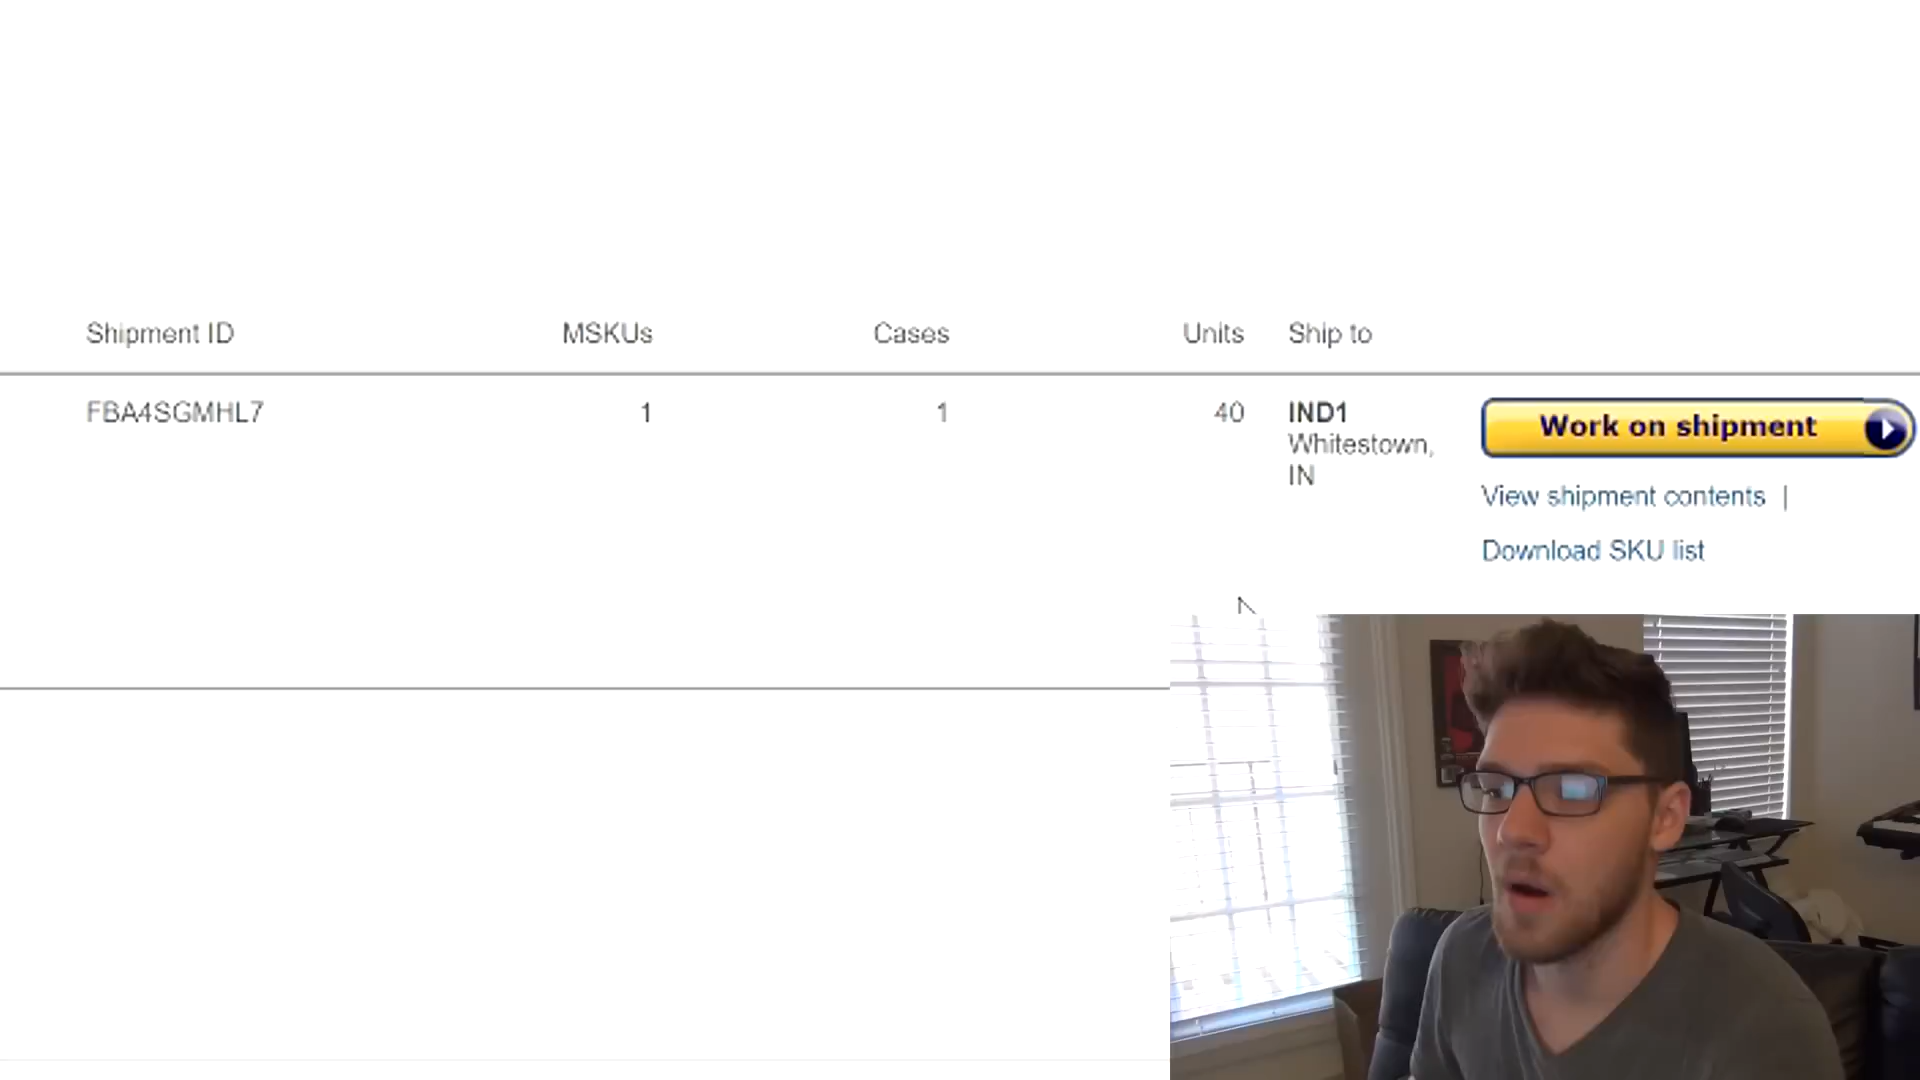 Shipment ID MSKUs Cases Units Ship to
FBA4SGMHL7 1 1 40 IND1 Work on shipment
Whitestown,
IN
View shipment contents |
Download SKU list